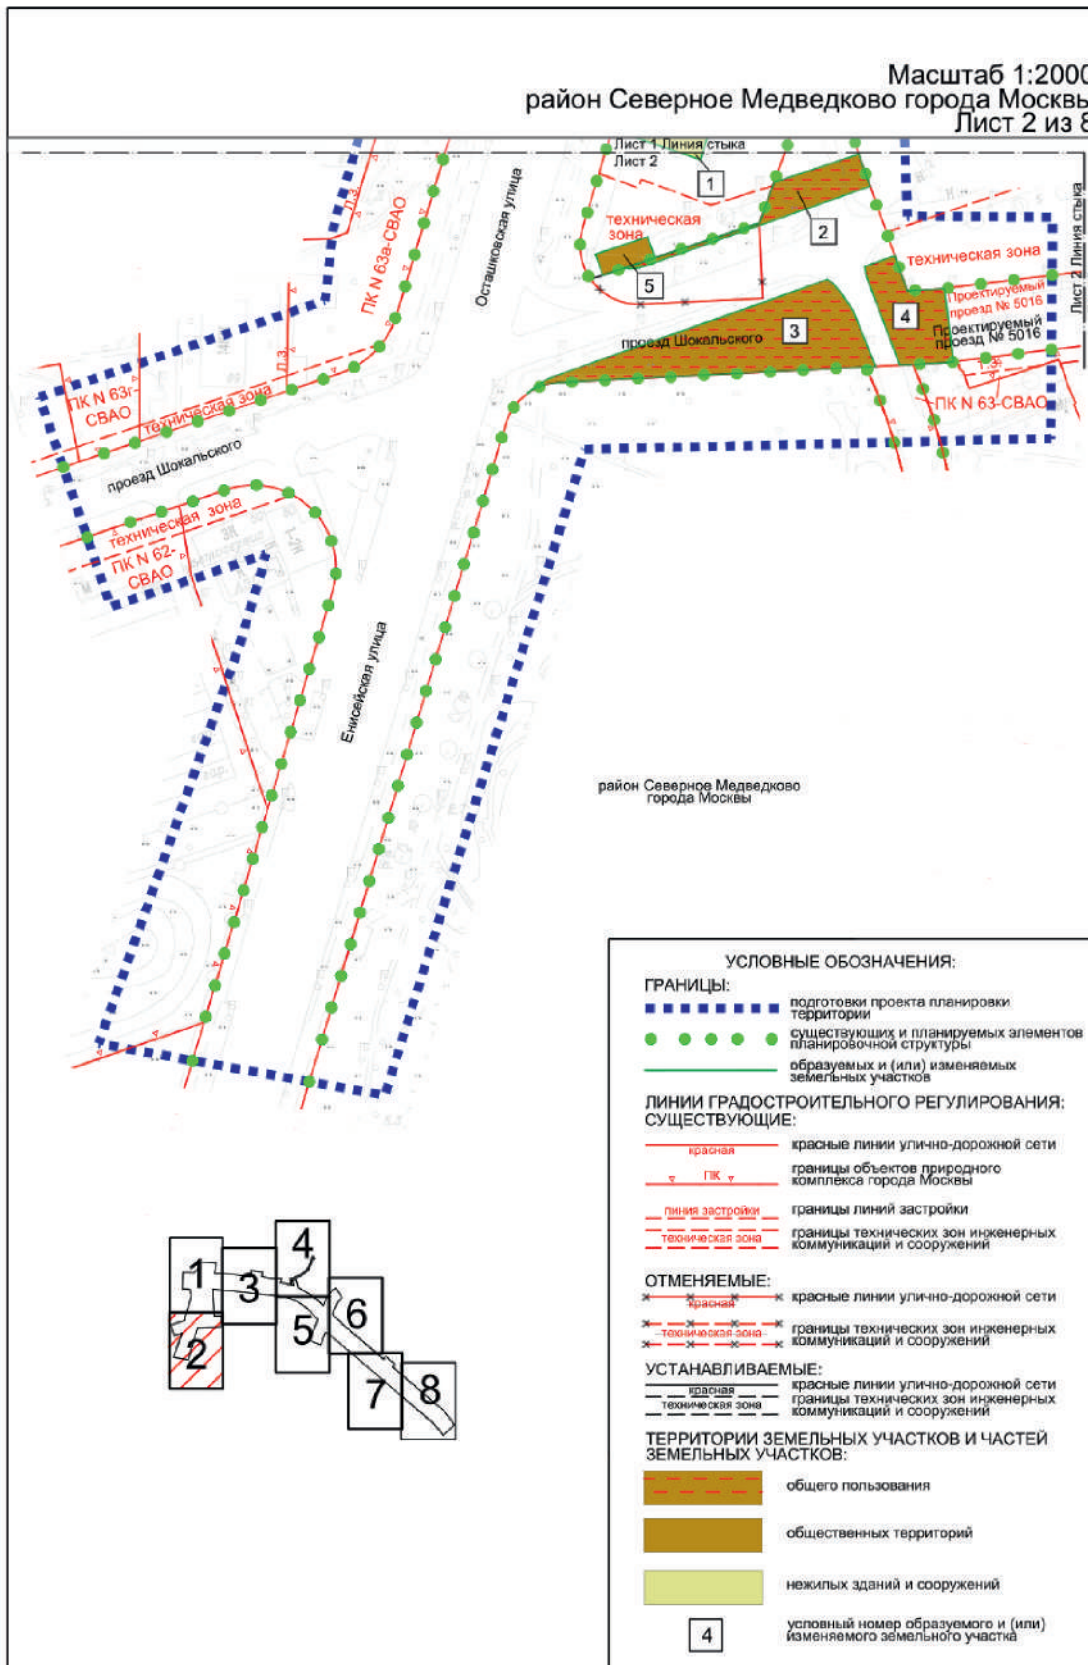 Масштаб 1:2000
район Северное Медведково города Москвы
Лист 2 из 8
Лист 1 Линия стыка
Лист 2
1
2
техническая
зона
5
Л.З.
ПК N 63а-СВАО
Осташковская улица
техническая зона
Лист 2 Линия стыка
Проектируемый
проезд № 5016
Проектируемый
проезд № 5016
4
3
проезд Шокальского
Л.З.
ПК N 63г-
СВАО
техническая зона
ПК N 63-СВАО
проезд Шокальского
техническая зона
ПК N 62-
СВАО
Енисейская улица
район Северное Медведково
города Москвы
УСЛОВНЫЕ ОБОЗНАЧЕНИЯ:
ГРАНИЦЫ:
подготовки проекта планировки
территории
существующих и планируемых элементов
планировочной структуры
образуемых и (или) изменяемых
земельных участков
ЛИНИИ ГРАДОСТРОИТЕЛЬНОГО РЕГУЛИРОВАНИЯ:
СУЩЕСТВУЮЩИЕ:
красная
красные линии улично-дорожной сети
ПК
границы объектов природного
комплекса города Москвы
линия застройки
границы линий застройки
техническая зона
границы технических зон инженерных
коммуникаций и сооружений
ОТМЕНЯЕМЫЕ:
красная
красные линии улично-дорожной сети
техническая зона
границы технических зон инженерных
коммуникаций и сооружений
УСТАНАВЛИВАЕМЫЕ:
красная
красные линии улично-дорожной сети
техническая зона
границы технических зон инженерных
коммуникаций и сооружений
ТЕРРИТОРИИ ЗЕМЕЛЬНЫХ УЧАСТКОВ И ЧАСТЕЙ
ЗЕМЕЛЬНЫХ УЧАСТКОВ:
общего пользования
общественных территорий
нежилых зданий и сооружений
4
условный номер образуемого и (или)
изменяемого земельного участка
1
2
3
4
5
6
7
8